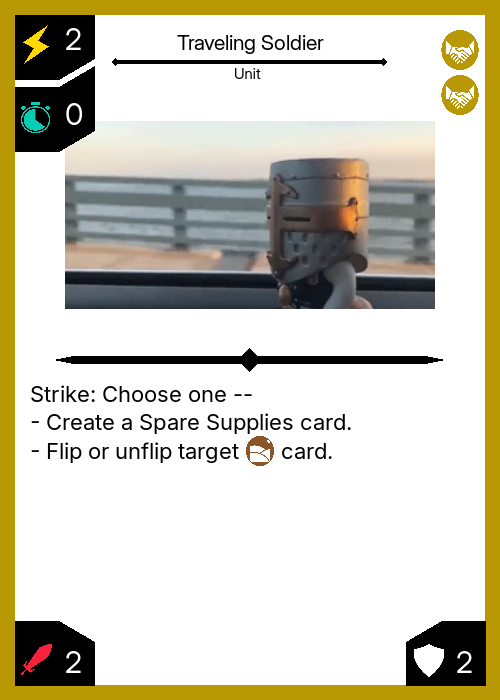 2
Traveling Soldier
Unit
0
Strike: Choose one --
- Create a Spare Supplies card.
- Flip or unflip target card.
2
2